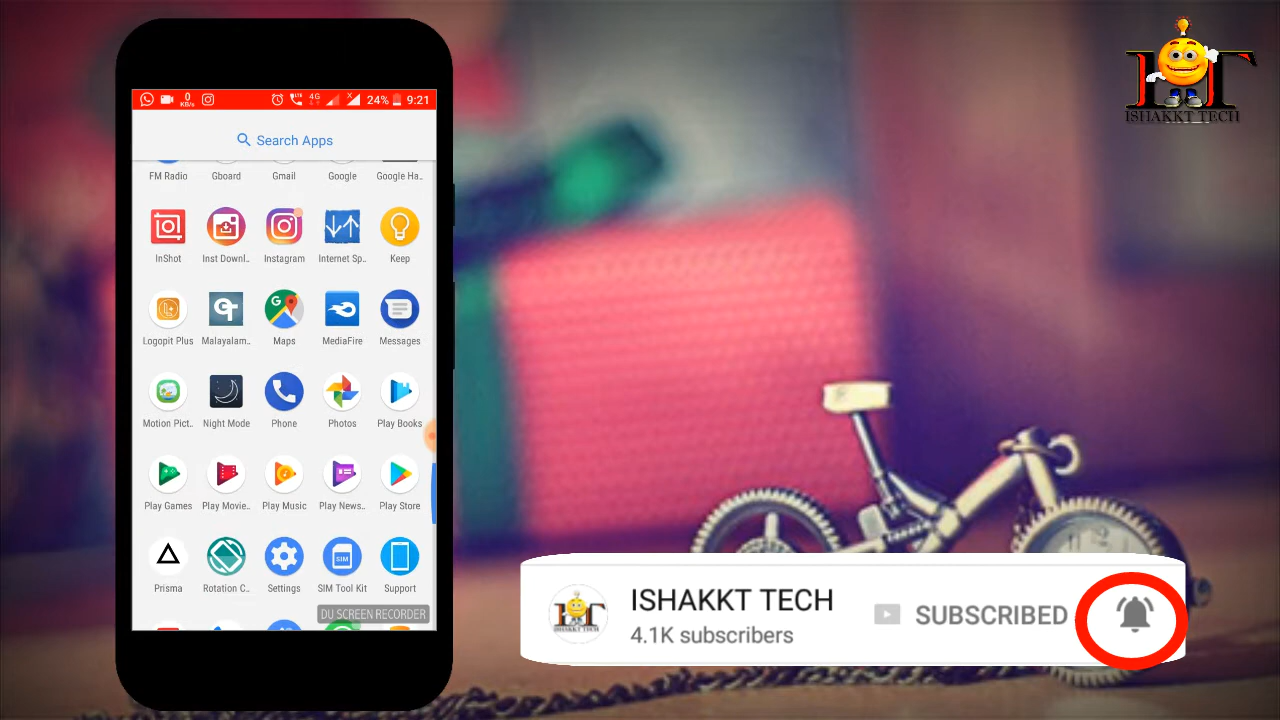 0
KB/s
LTE
4G
X
24%
9:21
Search Apps
FM Radio Gboard Gmail Google Google Ha..
InShot Inst Downl.. Instagram Internet Sp.. Keep
Logopit Plus Malayalam.. Maps MediaFire Messages
Motion Pict.. Night Mode Phone Photos Play Books
Play Games Play Movie.. Play Music Play News.. Play Store
SIM
Prisma Rotation C.. Settings SIM Tool Kit Support
DU SCREEN RECORDER
IT
ISHAKKT TECH
ISHAKKT TECH
4.1K subscribers
SUBSCRIBED